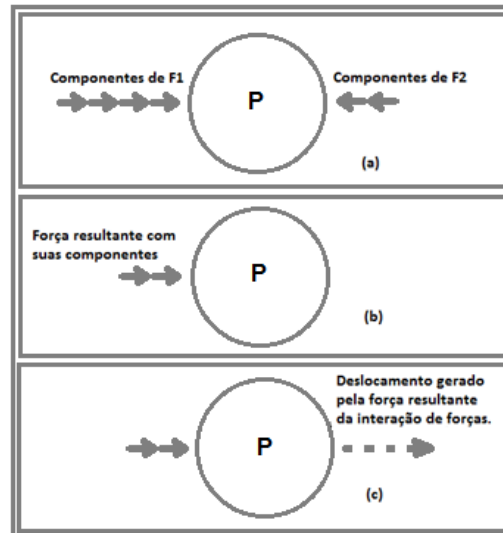 Componentes de F1
Componentes de F2
P
(a)
Força resultante com
suas componentes
P
(b)
Deslocamento gerado
pela força resultante
da interação de forças.
P
(c)